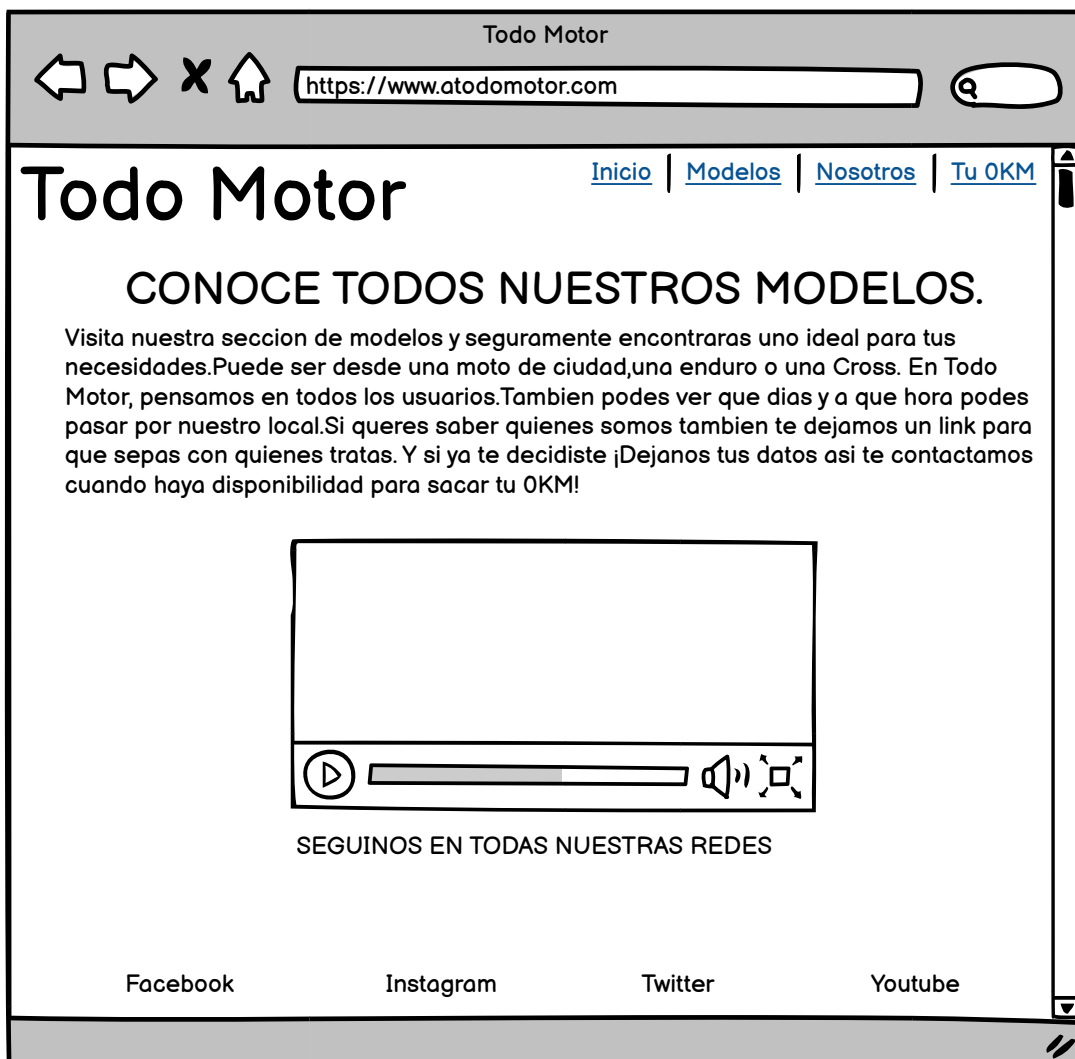 Todo Motor
https://www.atodomotor.com
Todo Motor
Inicio | Modelos | Nosotros | Tu 0KM
CONOCE TODOS NUESTROS MODELOS.
Visita nuestra seccion de modelos y seguramente encontraras uno ideal para tus
necesidades.Puede ser desde una moto de ciudad,una enduro o una Cross. En Todo
Motor, pensamos en todos los usuarios.Tambien podes ver que dias y a que hora podes
pasar por nuestro local.Si queres saber quienes somos tambien te dejamos un link para
que sepas con quienes tratas. Y si ya te decidiste ¡Dejanos tus datos asi te contactamos
cuando haya disponibilidad para sacar tu 0KM!
SEGUINOS EN TODAS NUESTRAS REDES
Facebook Instagram Twitter Youtube